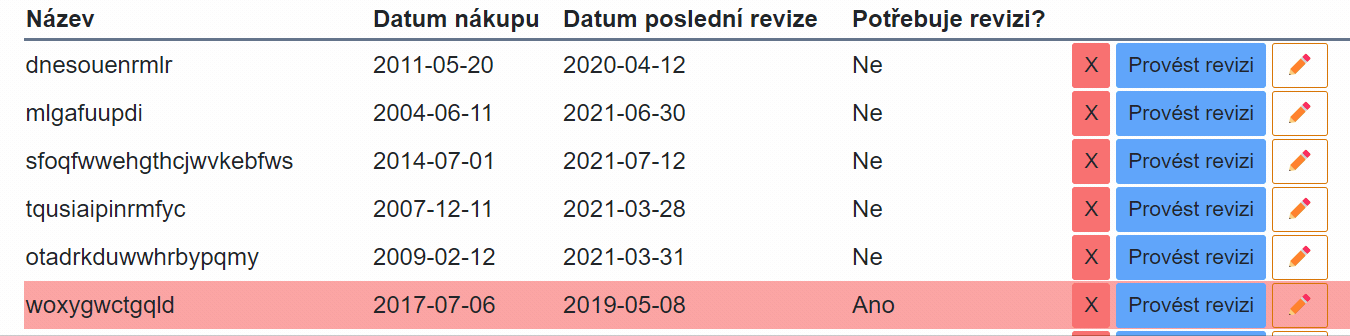 Název Datum nákupu Datum poslední revize Potřebuje revizi?
dnesouenrmlr 2011-05-20 2020-04-12 Ne X Provést revizi
mlgafuupdi 2004-06-11 2021-06-30 Ne X Provést revizi
sfoqfwwehgthcjwvkebfws 2014-07-01 2021-07-12 Ne X Provést revizi
tqusiaipinrmfyc 2007-12-11 2021-03-28 Ne X Provést revizi
otadrkduwwhrbypqmy 2009-02-12 2021-03-31 Ne X Provést revizi
woxygwctgqld 2017-07-06 2019-05-08 Ano X Provést revizi